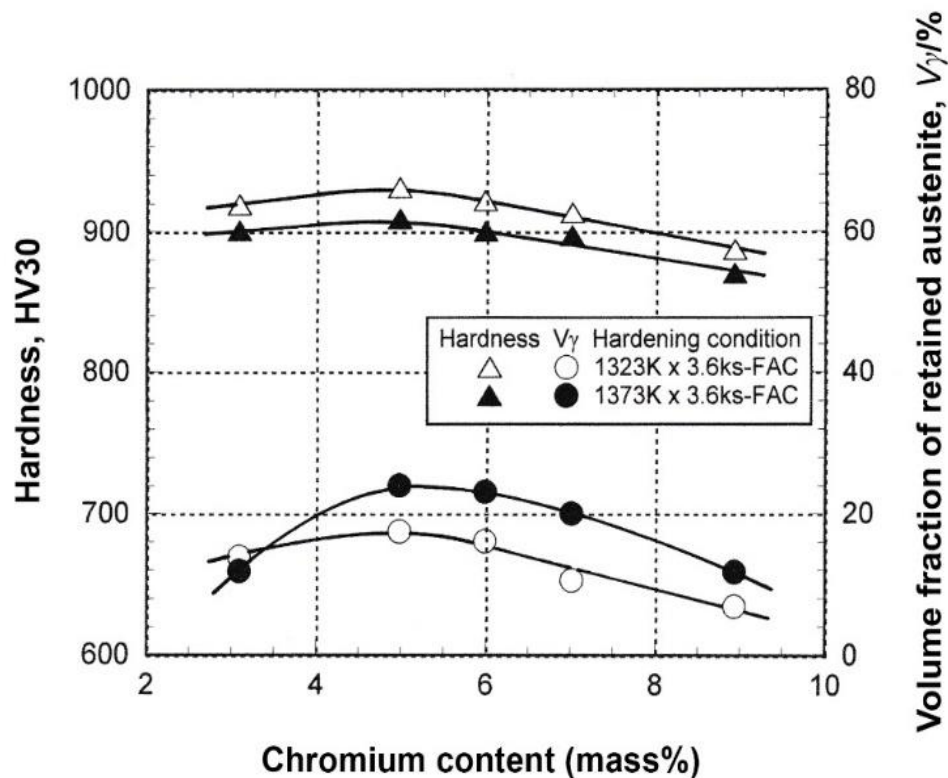 Hardness, HV30
1000
900
800
700
600
2
4
6
8
10
Chromium content (mass%)
80
60
40
20
0
Volume fraction of retained austenite, Vγ/%
Hardness Vγ Hardening condition
1323K x 3.6ks-FAC
1373K x 3.6ks-FAC